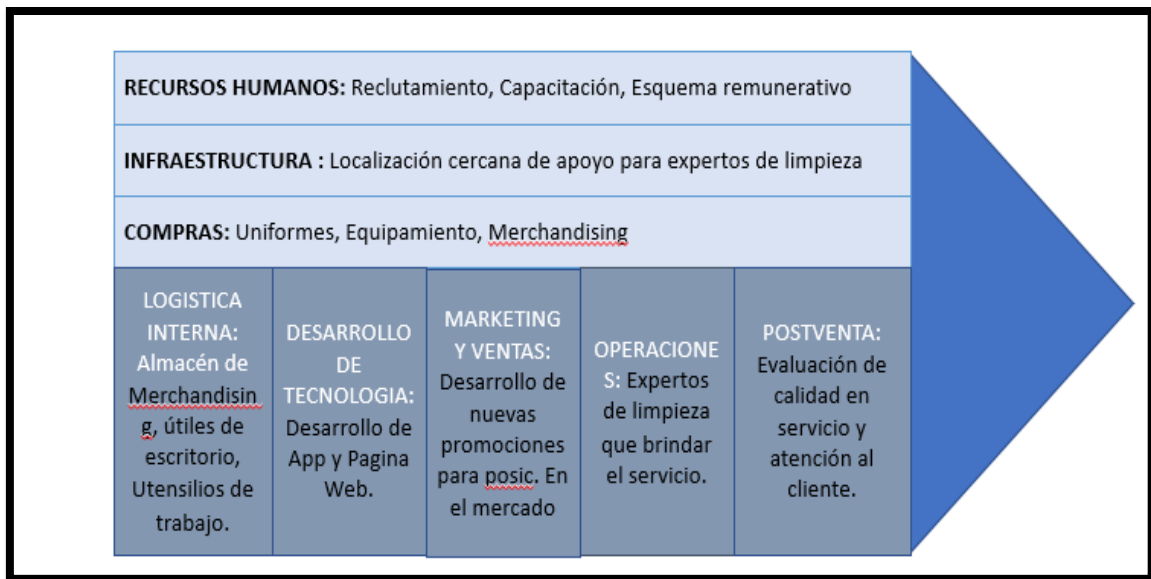 RECURSOS HUMANOS: Reclutamiento, Capacitación, Esquema remunerativo
INFRAESTRUCTURA : Localización cercana de apoyo para expertos de limpieza
COMPRAS: Uniformes, Equipamiento, Merchandising
LOGISTICA
INTERNA:
Almacén de
Merchandisin
g, útiles de
escritorio,
Utensilios de
trabajo.
DESARROLLO
DE
TECNOLOGIA:
Desarrollo de
App y Pagina
Web.
MARKETING
Y VENTAS:
Desarrollo de
nuevas
promociones
para posic. En
el mercado
OPERACIONE
S: Expertos
de limpieza
que brindar
el servicio.
POSTVENTA:
Evaluación de
calidad en
servicio y
atención al
cliente.